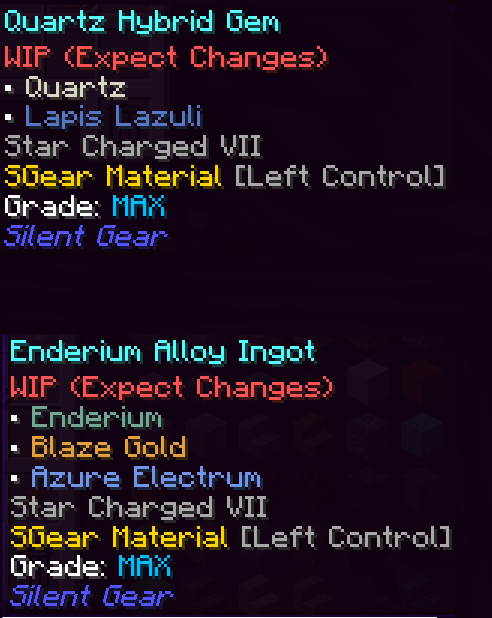 Quartz Hybrid Gem
WIP (Expect Changes)
• Quartz
• Lapis Lazuli
Star Charged VII
SGear Material [Left Control]
Grade: MAX
Silent Gear
Enderium Alloy Ingot
WIP (Expect Changes)
• Enderium
• Blaze Gold
• Azure Electrum
Star Charged VII
SGear Material [Left Control]
Grade: MAX
Silent Gear